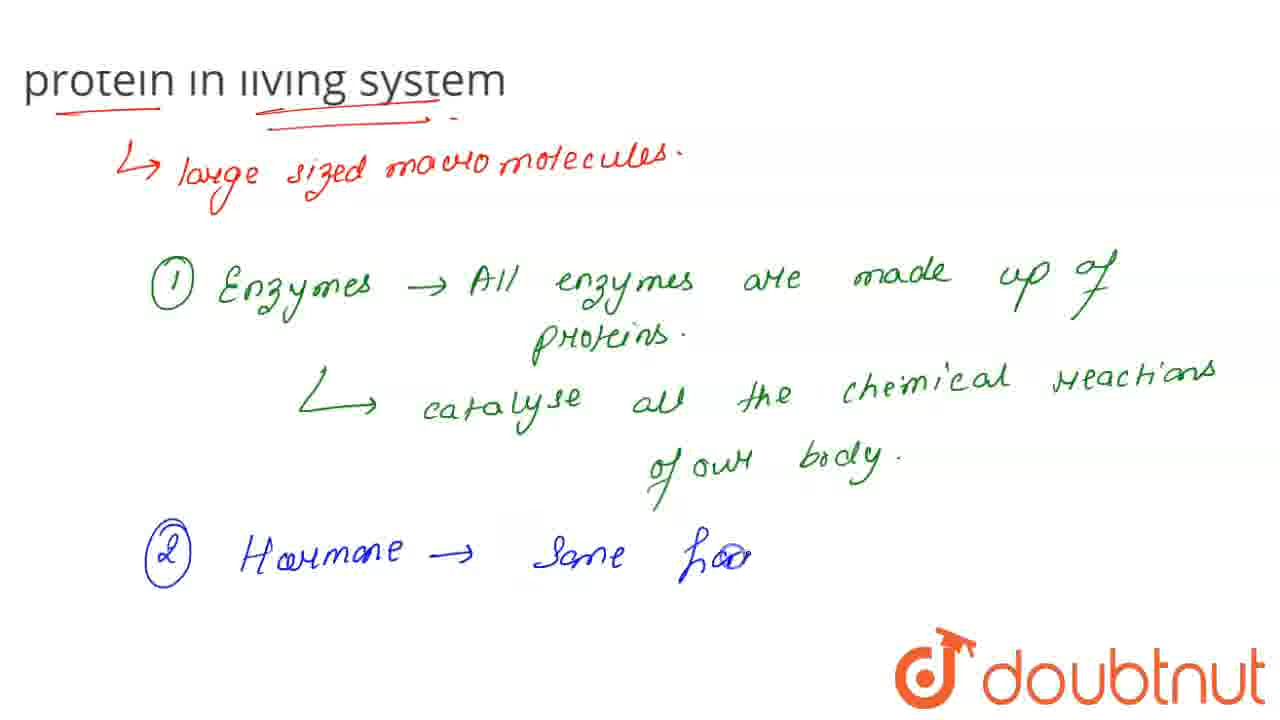 protein in living system
↳ large sized macromolecules.
① Enzymes → All enzymes are made up of
proteins.
↳ catalyse all the chemical reactions
of our body.
② Hormone → Some
doubtnut